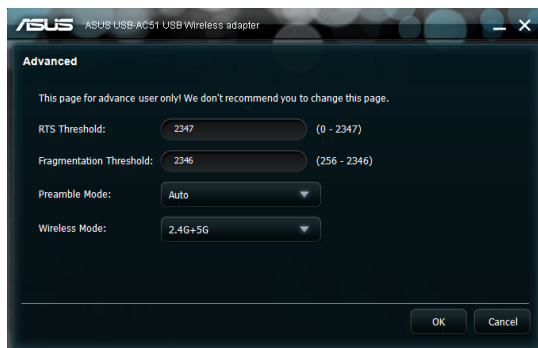 ASUS ASUS USB-AC51 USB Wireless adapter
Advanced
This page for advance user only! We don't recommend you to change this page.
RTS Threshold: 2347 (0 - 2347)
Fragmentation Threshold: 2346 (256 - 2346)
Preamble Mode: Auto
Wireless Mode: 2.4G+5G
OK Cancel